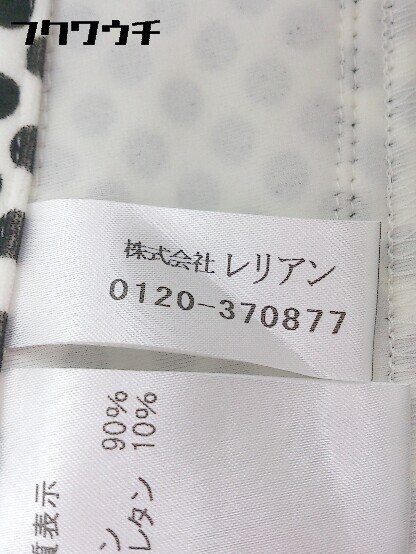 フクワウチ
株式会社 レリアン
0120-370877
質表示
ン 90%
レタン 10%